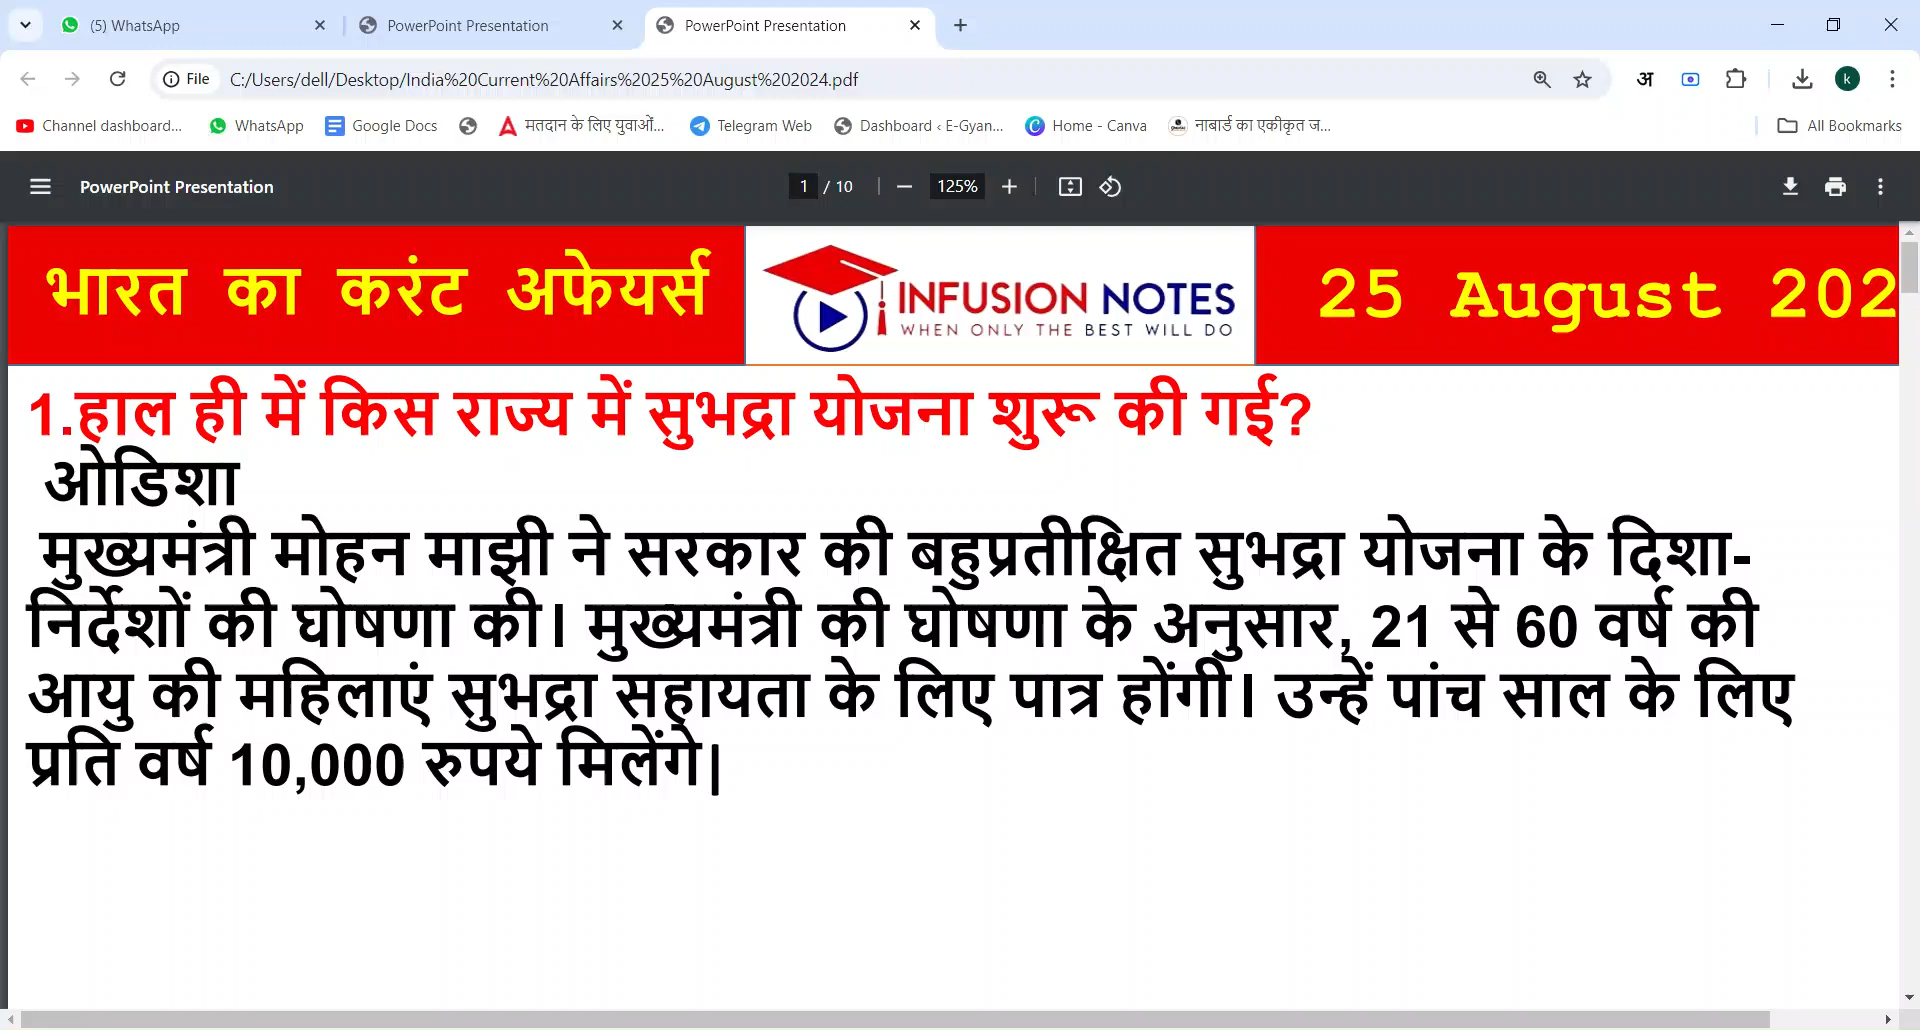 (5) WhatsApp
PowerPoint Presentation
PowerPoint Presentation
File
C:/Users/dell/Desktop/India%20Current%20Affairs%2025%20August%202024.pdf
अ
k
Channel dashboard...
WhatsApp
Google Docs
मतदान के लिए युवाओं...
Telegram Web
Dashboard ‹ E-Gyan...
Home - Canva
नाबार्ड का एकीकृत ज...
All Bookmarks
PowerPoint Presentation
1 / 10
125%
भारत का करंट अफेयर्स
INFUSION NOTES
WHEN ONLY THE BEST WILL DO
25 August 202
1.हाल ही में किस राज्य में सुभद्रा योजना शुरू की गई?
ओडिशा
मुख्यमंत्री मोहन माझी ने सरकार की बहुप्रतीक्षित सुभद्रा योजना के दिशा-
निर्देशों की घोषणा की। मुख्यमंत्री की घोषणा के अनुसार, 21 से 60 वर्ष की
आयु की महिलाएं सुभद्रा सहायता के लिए पात्र होंगी। उन्हें पांच साल के लिए
प्रति वर्ष 10,000 रुपये मिलेंगे|